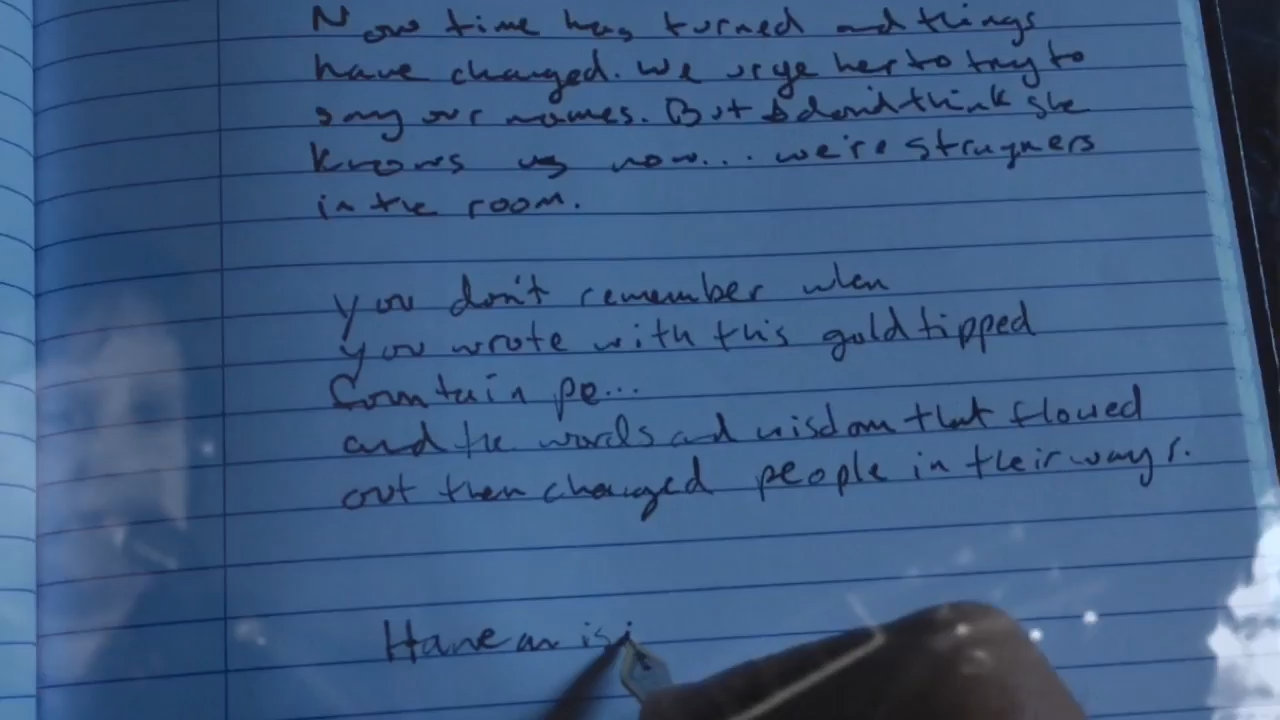 Now time has turned and things
have changed. We urge her to try to
say our names. But I don't think she
knows us now... we're strangers
in the room.
you don't remember when
you wrote with this gold tipped
fountain pe...
and the words and wisdom that flowed
out then changed people in their ways.